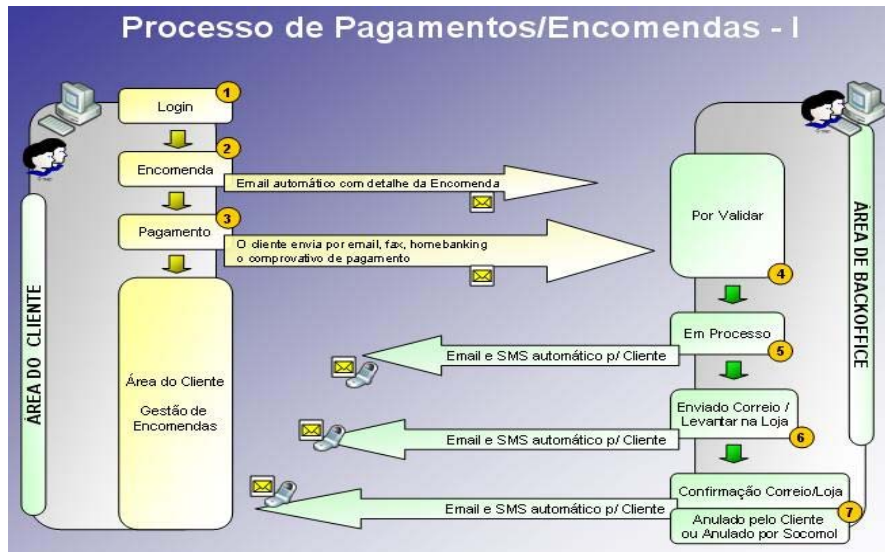 Processo de Pagamentos/Encomendas - I
1
Login
2
Encomenda
Email automático com detalhe da Encomenda
3
Pagamento
O cliente envia por email, fax, homebanking
o comprovativo de pagamento
Por Validar
4
ÁREA DO CLIENTE
ÁREA DE BACKOFFICE
Em Processo
5
Email e SMS automático p/ Cliente
Área do Cliente
Gestão de
Encomendas
Enviado Correio /
Levantar na Loja
6
Email e SMS automático p/ Cliente
Confirmação Correio/Loja
7
Email e SMS automático p/ Cliente
Anulado pelo Cliente
ou Anulado por Socomol